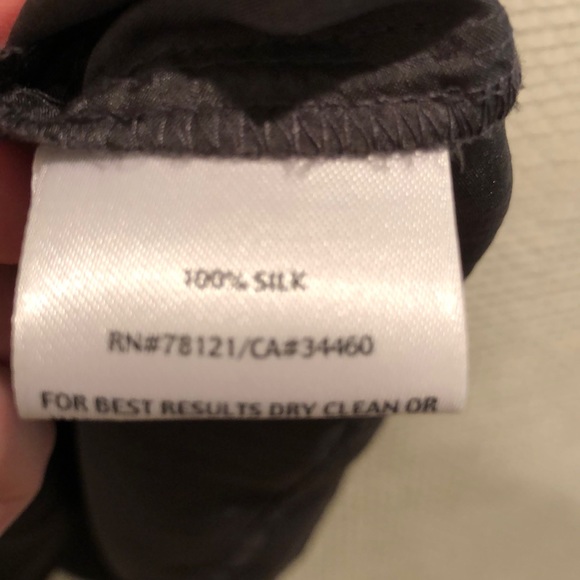 100% SILK
RN#78121/CA#34460
FOR BEST RESULTS DRY CLEAN OR